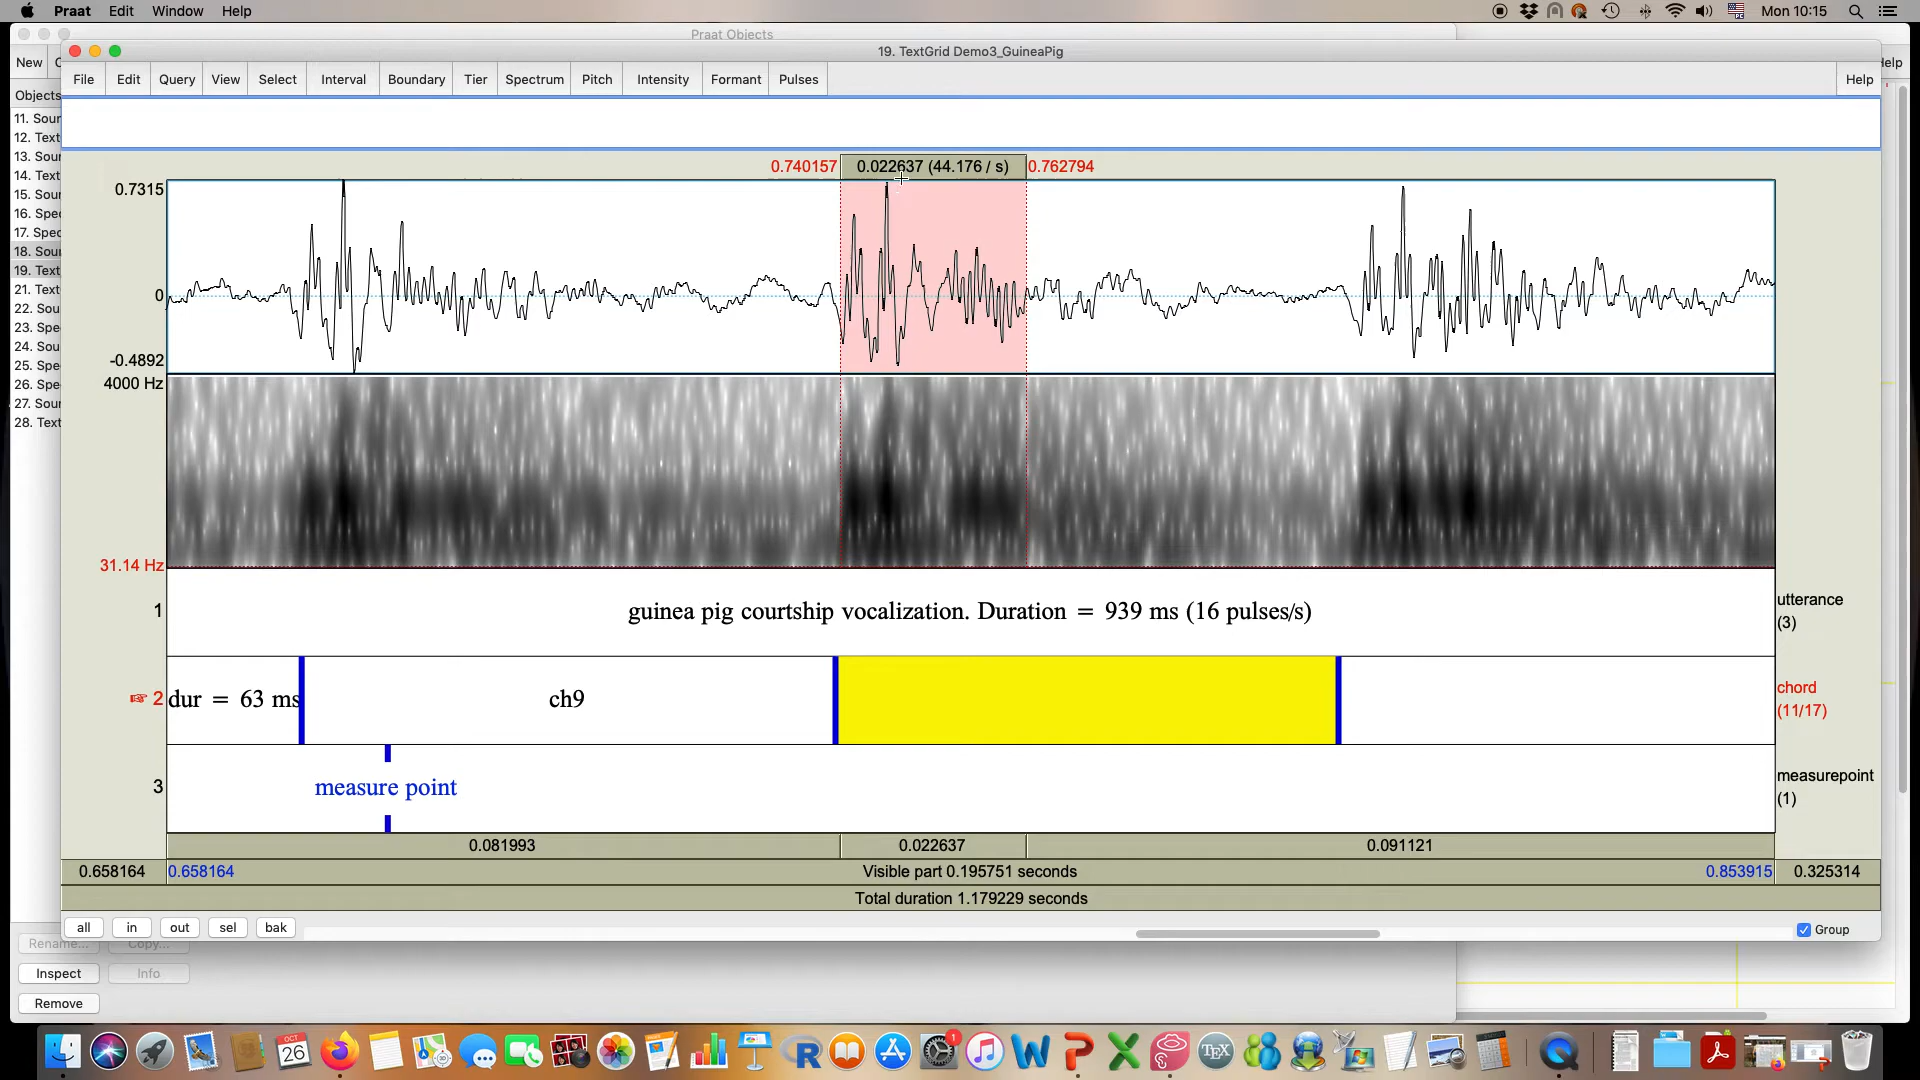 Praat Edit Window Help
Mon 10:15
Praat Objects
19. TextGrid Demo3_GuineaPig
New
File Edit Query View Select Interval Boundary Tier Spectrum Pitch Intensity Formant Pulses Help
Objects
11. Sour
12. Text
13. Sour
14. Text
15. Sour
16. Spec
17. Spec
18. Sour
19. Text
21. Text
22. Sou
23. Spe
24. Sou
25. Spe
26. Spe
27. Sour
28. Text
0.740157 0.022637 (44.176 / s) 0.762794
0.7315
0
-0.4892
4000 Hz
31.14 Hz
1 guinea pig courtship vocalization. Duration = 939 ms (16 pulses/s) utterance
(3)
2 dur = 63 ms ch9 chord
(11/17)
3 measure point measurepoint
(1)
0.081993 0.022637 0.091121
0.658164 0.658164 Visible part 0.195751 seconds 0.853915 0.325314
Total duration 1.179229 seconds
all in out sel bak Group
Rename... Copy...
Inspect Info
Remove
OCT
26
1
TEX